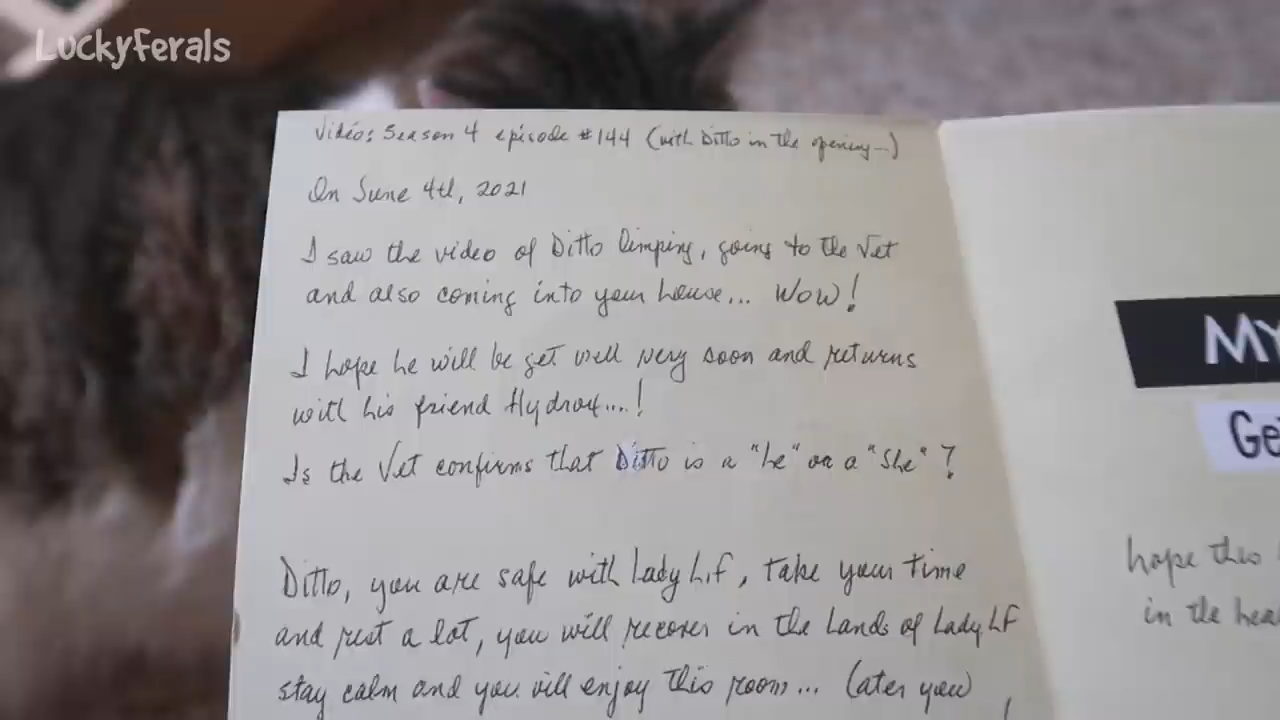 LuckyFerals
Vidéo: Season 4 episode #144 (with Ditto in the opening...)
On June 4th, 2021
I saw the video of Ditto limping, going to the Vet
and also coming into your house... WOW!
I hope he will be get well very soon and returns
with his friend Hydrox....!
Is the Vet confirms that Ditto is a "he" or a "She" ?
Ditto, you are safe with Lady L.F, take your time
and rest a lot, you will recover in the Lands of Lady LF
stay calm and you will enjoy this room... (Later you)
MY
Ge
hope this
in the hea